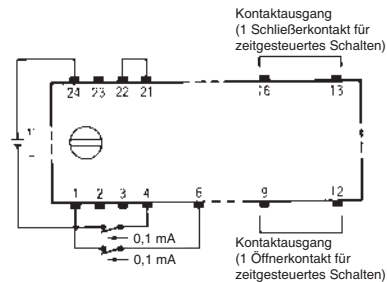 Kontaktausgang
(1 Schließerkontakt für
zeitgesteuertes Schalten)
24 23 22 21 16 13
1 2 3 4 6 9 12
0,1 mA
0,1 mA
Kontaktausgang
(1 Öffnerkontakt für
zeitgesteuertes Schalten)